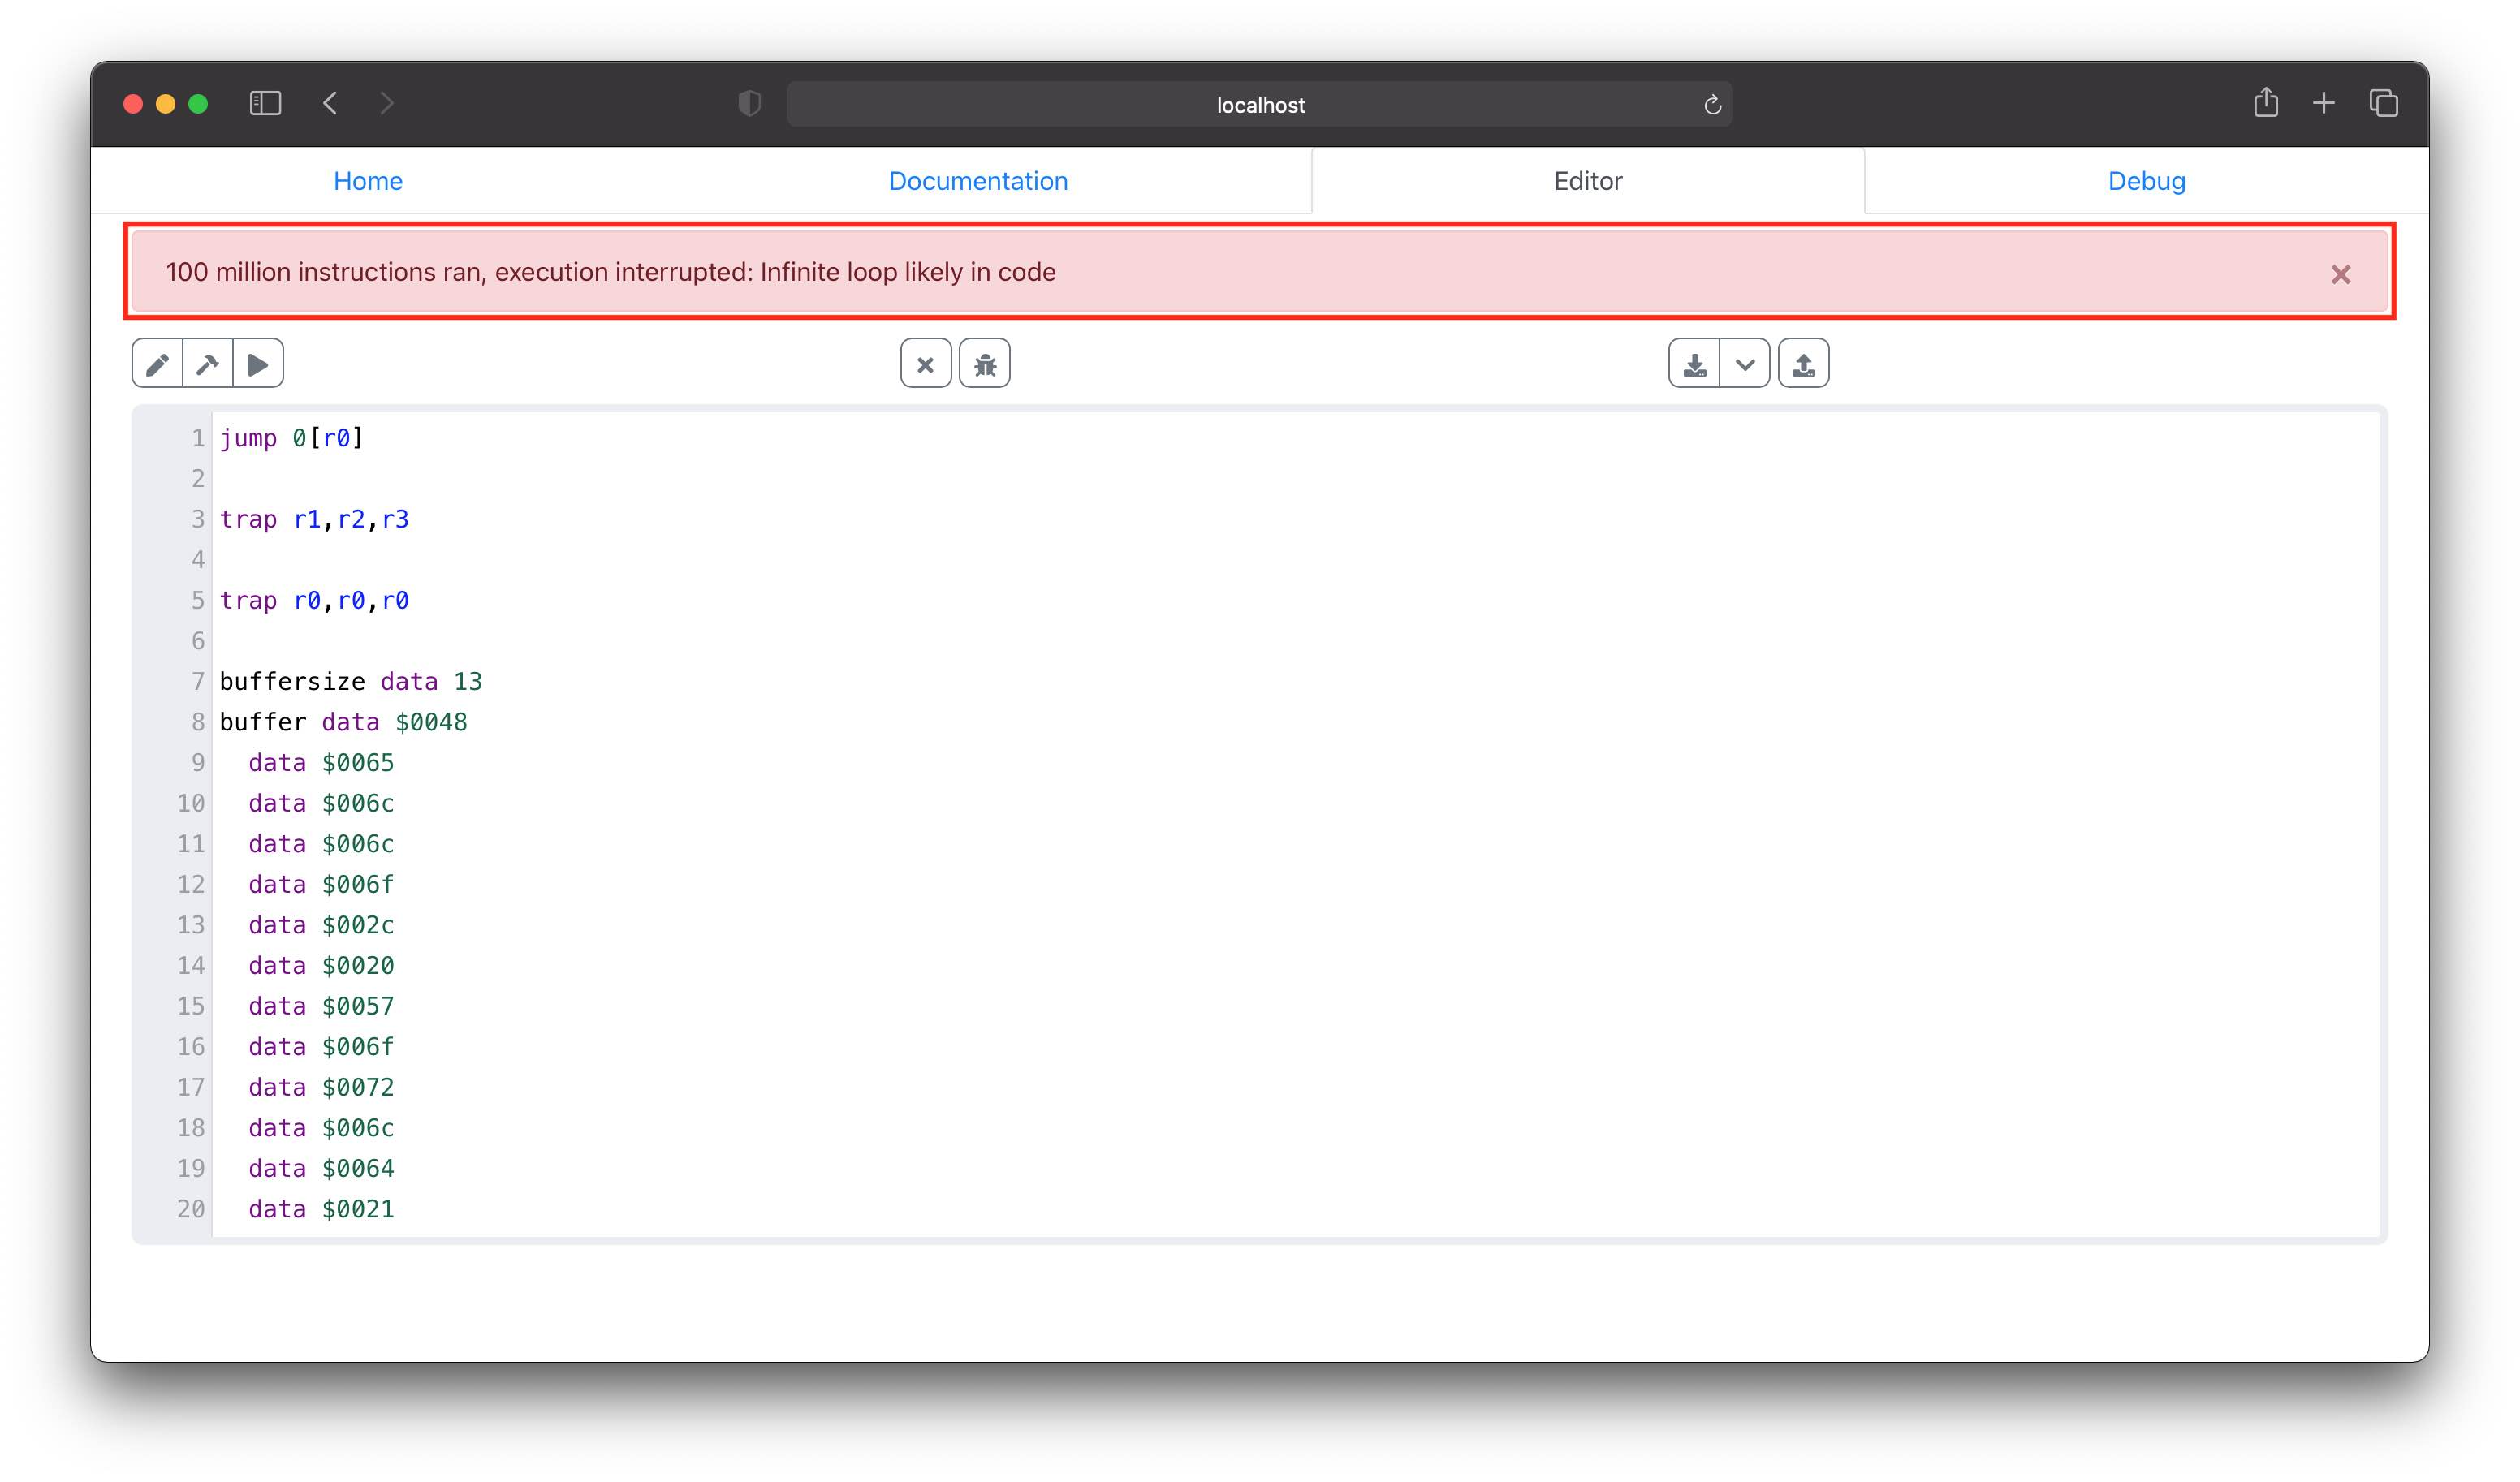 localhost
Home Documentation Editor Debug
100 million instructions ran, execution interrupted: Infinite loop likely in code
1 jump 0[r0]
2
3 trap r1,r2,r3
4
5 trap r0,r0,r0
6
7 buffersize data 13
8 buffer data $0048
9 data $0065
10 data $006c
11 data $006c
12 data $006f
13 data $002c
14 data $0020
15 data $0057
16 data $006f
17 data $0072
18 data $006c
19 data $0064
20 data $0021